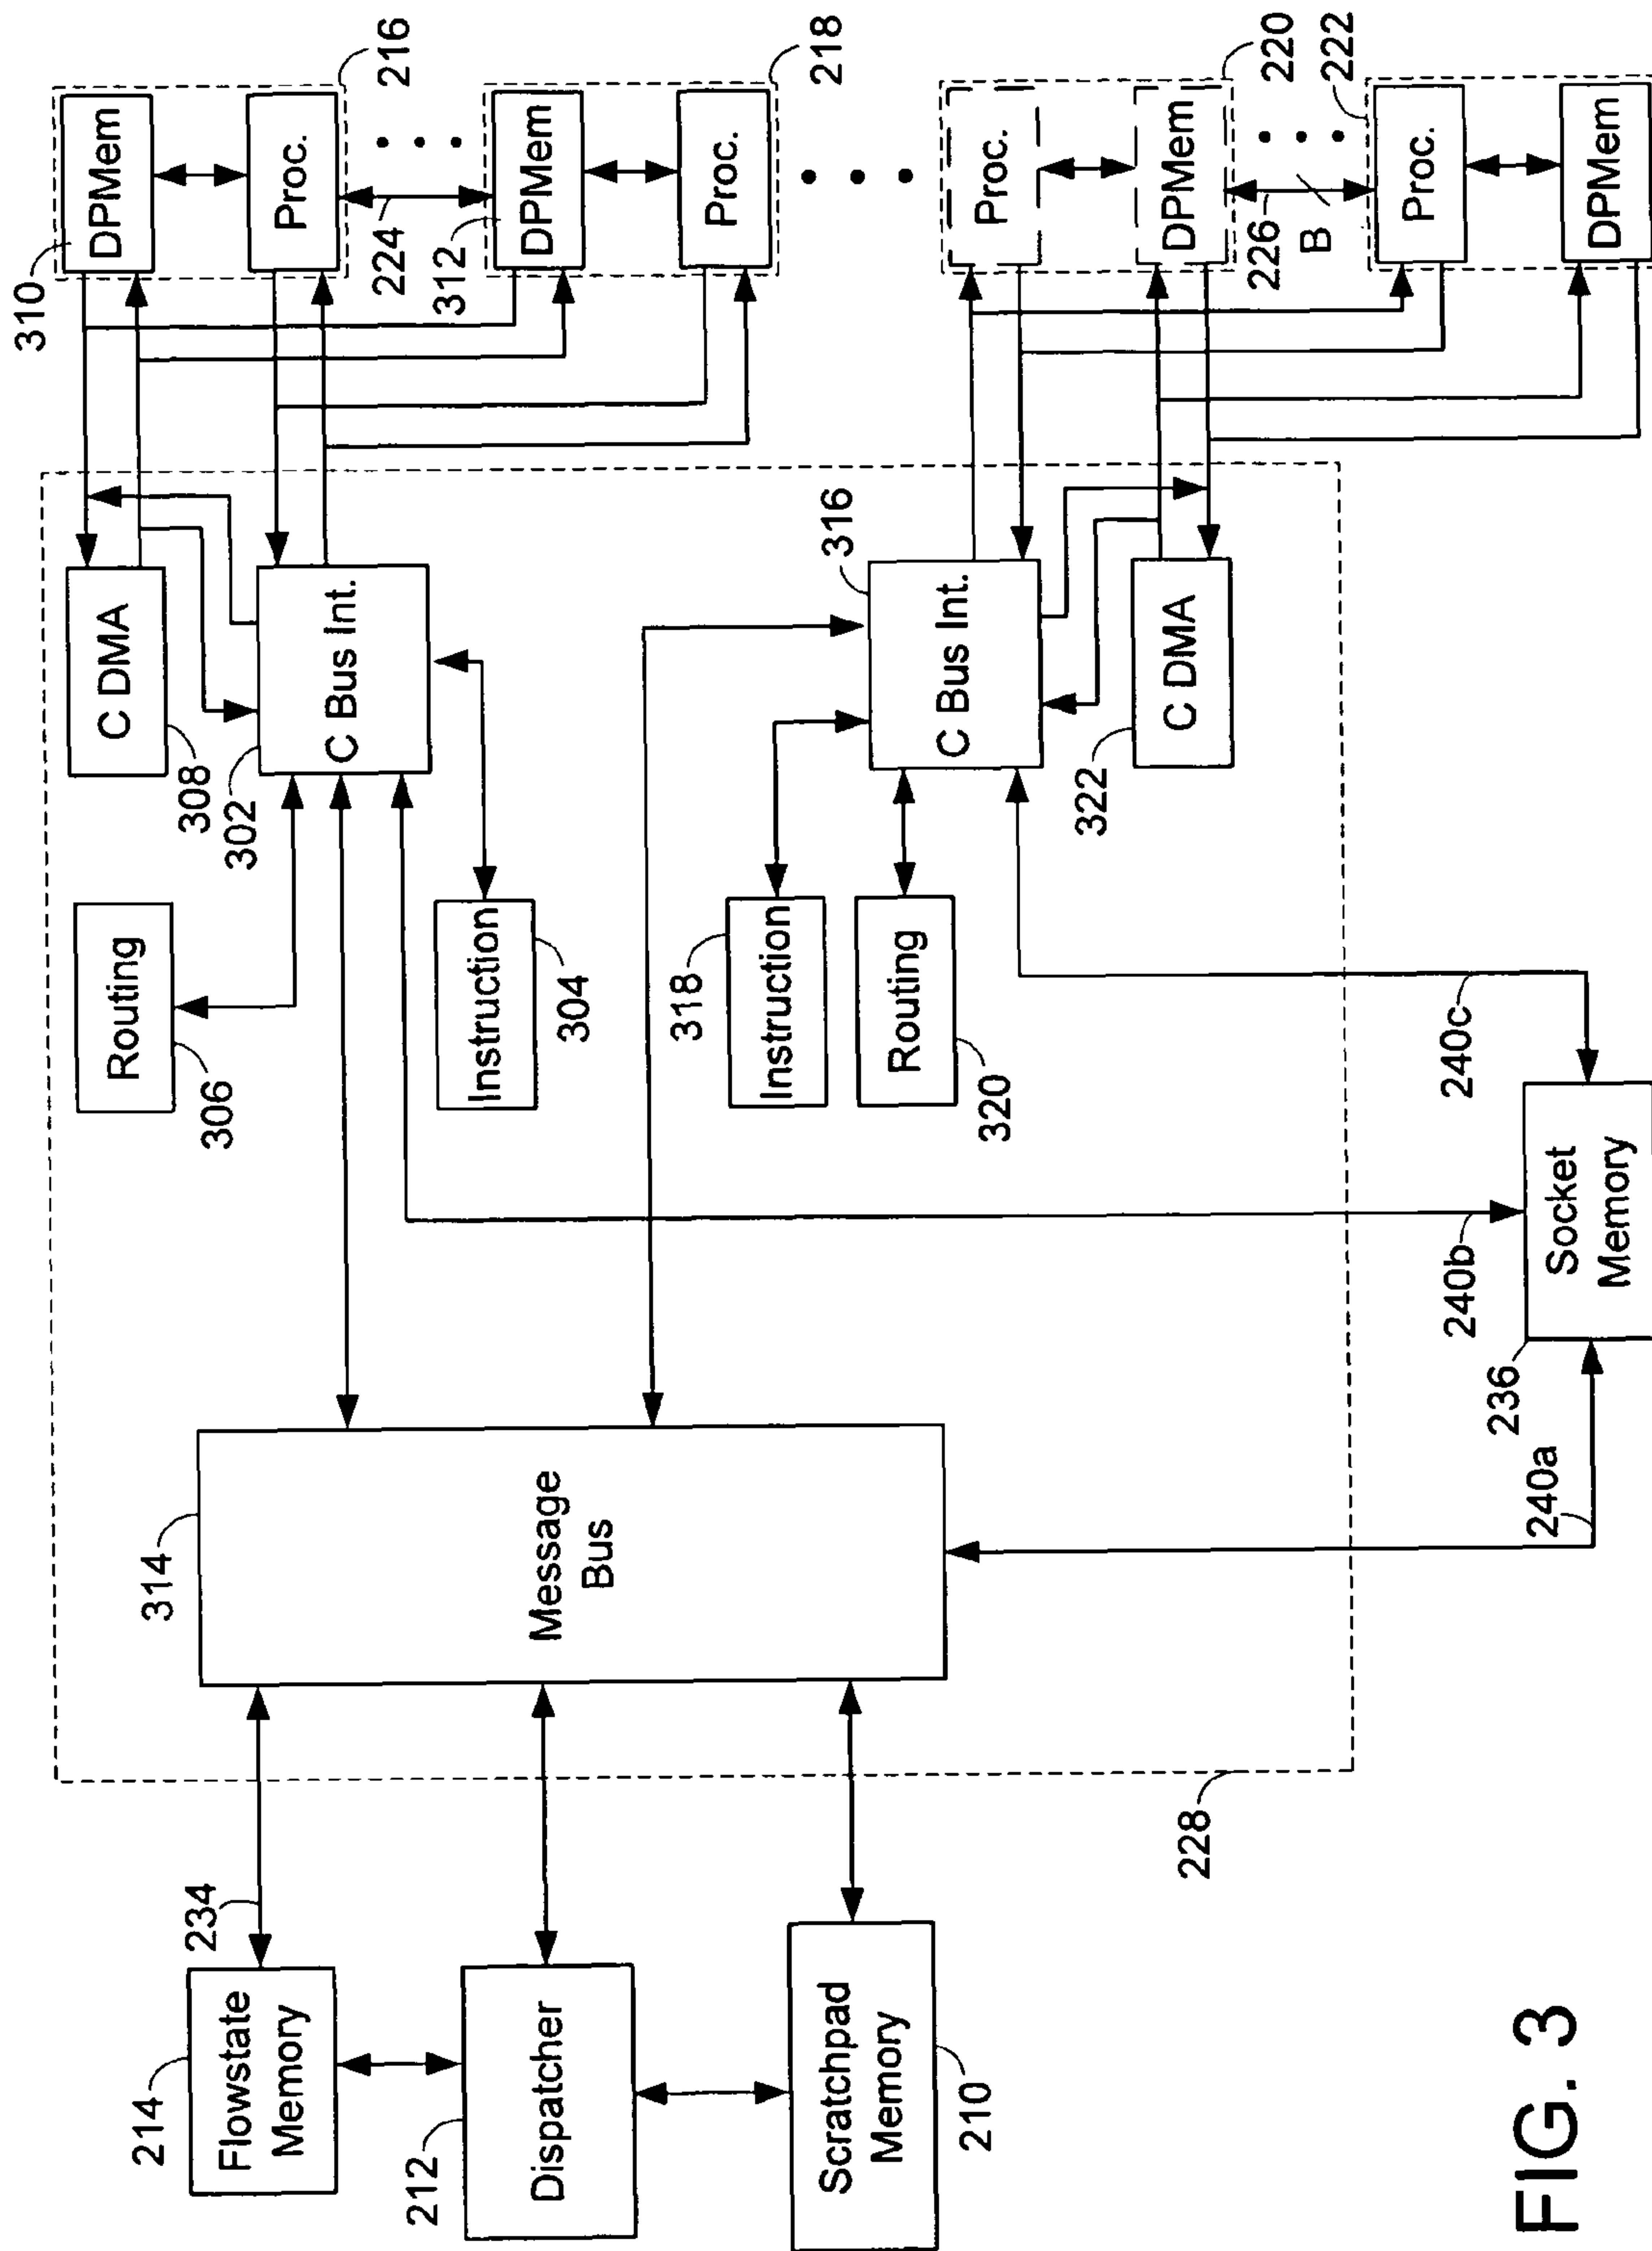 310
DPMem
216
Proc.
224
312
DPMem
218
Proc.
Proc.
DPMem
220
226
B
222
Proc.
DPMem
C DMA
308
302
C Bus Int.
316
C Bus Int.
322
C DMA
Routing
306
Instruction
304
318
Instruction
Routing
320
240c
240b
Socket
Memory
236
240a
314
Message
Bus
228
234
214
Flowstate
Memory
212
Dispatcher
Scratchpad
Memory
210
FIG. 3